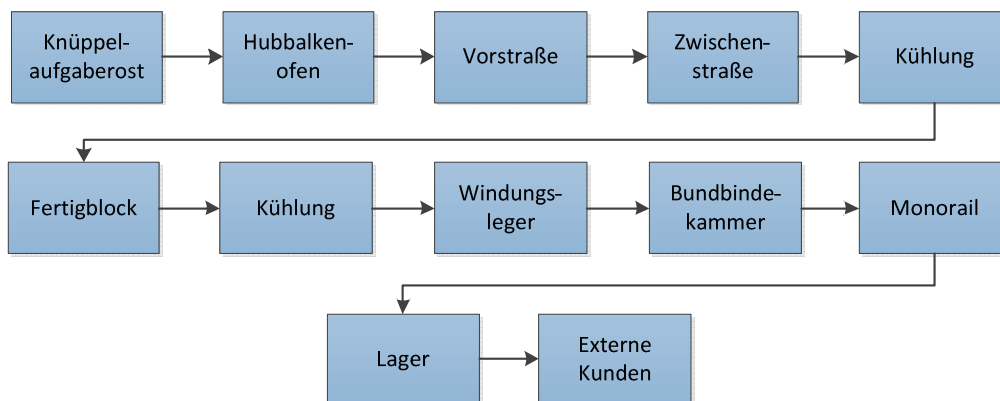 Knüppel-
aufgaberost
Hubbalken-
ofen
Vorstraße
Zwischen-
straße
Kühlung
Fertigblock
Kühlung
Windungs-
leger
Bundbinde-
kammer
Monorail
Lager
Externe
Kunden